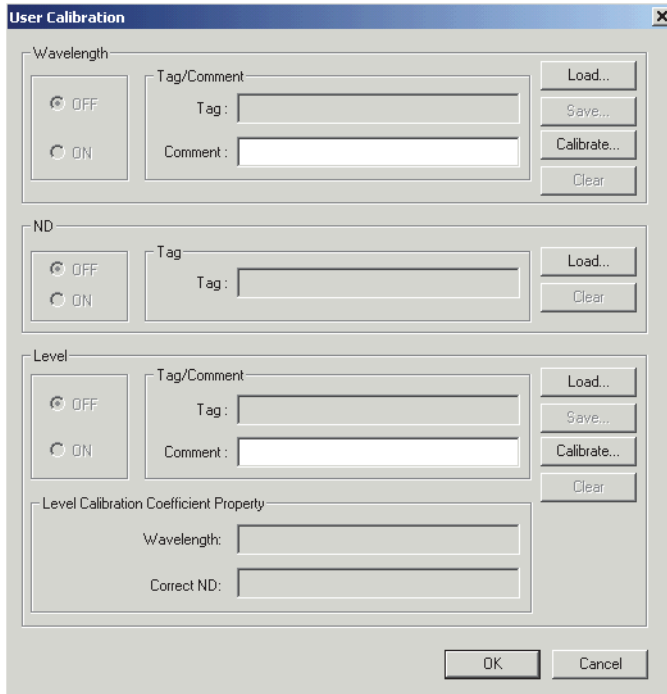 User Calibration
Wavelength
OFF
ON
Tag/Comment
Tag :
Comment :
Load...
Save...
Calibrate...
Clear
ND
OFF
ON
Tag
Tag :
Load...
Clear
Level
OFF
ON
Tag/Comment
Tag :
Comment :
Load...
Save...
Calibrate...
Clear
Level Calibration Coefficient Property
Wavelength:
Correct ND:
OK
Cancel